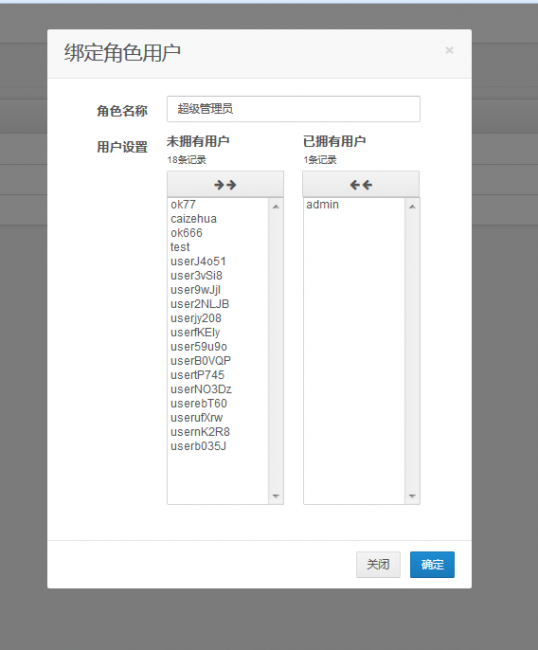 绑定角色用户
×
角色名称
超级管理员
用户设置
未拥有用户
18条记录
已拥有用户
1条记录
ok77
caizehua
ok666
test
userJ4o51
user3vSi8
user9wJjl
user2NLJB
userjy208
userfKEly
user59u9o
userB0VQP
usertP745
userNO3Dz
userebT60
userufXrw
usernK2R8
userb035J
admin
关闭
确定